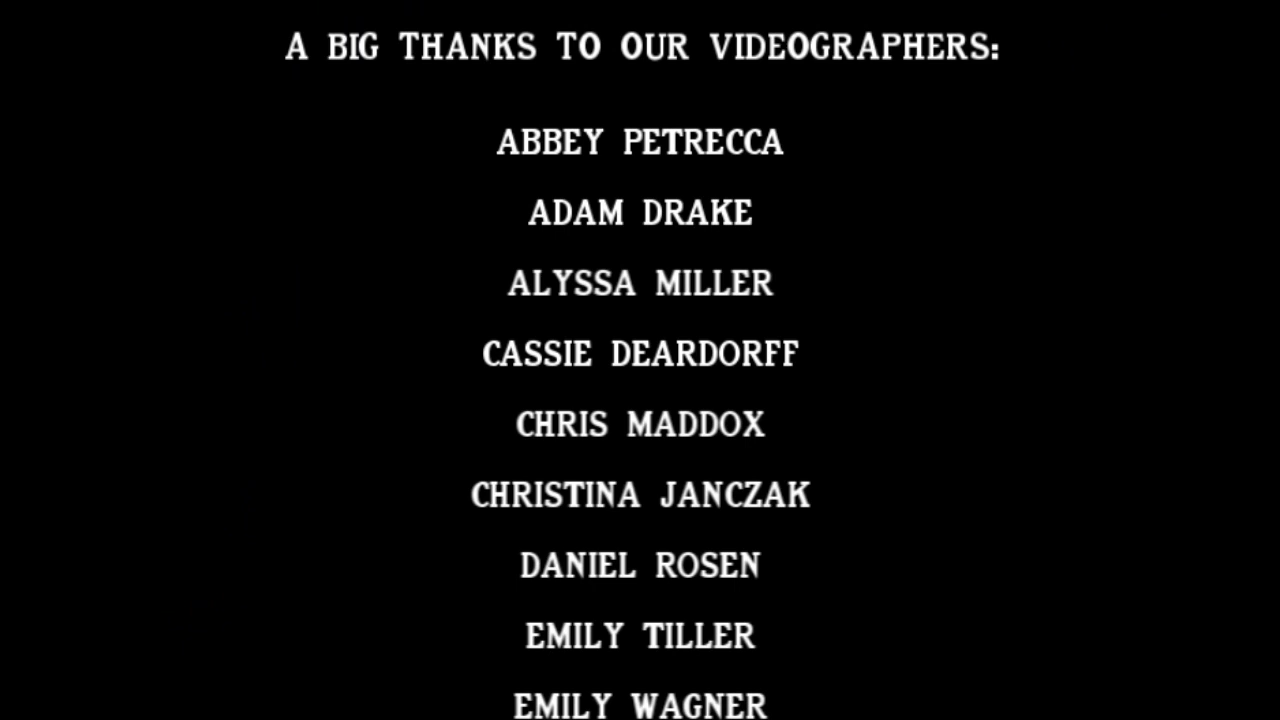 A BIG THANKS TO OUR VIDEOGRAPHERS:
ABBEY PETRECCA
ADAM DRAKE
ALYSSA MILLER
CASSIE DEARDORFF
CHRIS MADDOX
CHRISTINA JANCZAK
DANIEL ROSEN
EMILY TILLER
EMILY WAGNER